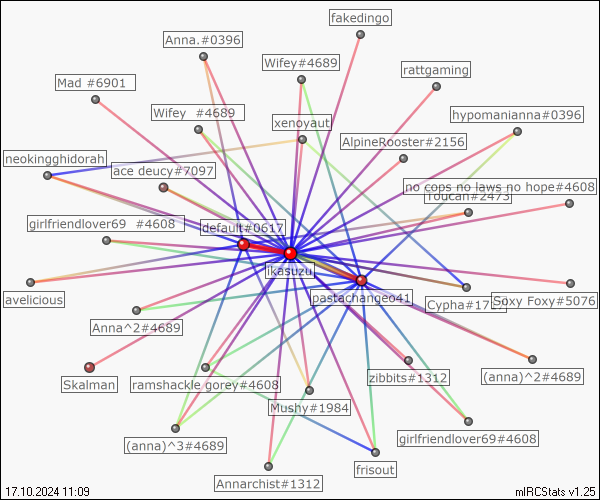 fakedingo
Anna.#0396
Wifey#4689
rattgaming
Mad #6901
Wifey #4689
hypomanianna#0396
xenoyaut
AlpineRooster#2156
neokingghidorah
ace deucy#7097
no cops no laws no hope#4608
Toucan#2473
girlfriendlover69 #4608
default#0617
ikasuzu
avelicious
pastachangeo41
Cypha#1727
Soxy Foxy#5076
Anna^2#4689
Skalman
ramshackle gorey#4608
zibbits#1312
(anna)^2#4689
Mushy#1984
(anna)^3#4689
girlfriendlover69#4608
Annarchist#1312
frisout
17.10.2024 11:09
mIRCStats v1.25